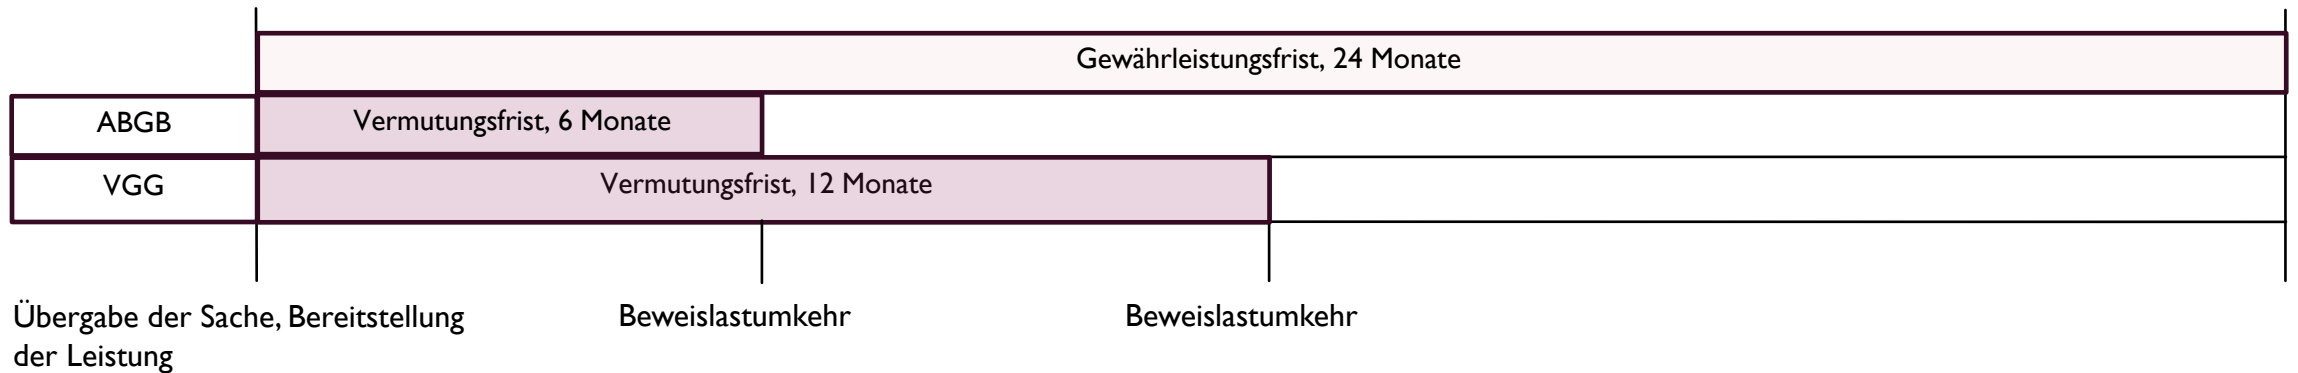 Gewährleistungsfrist, 24 Monate
ABGB
Vermutungsfrist, 6 Monate
VGG
Vermutungsfrist, 12 Monate
Übergabe der Sache, Bereitstellung
der Leistung
Beweislastumkehr
Beweislastumkehr